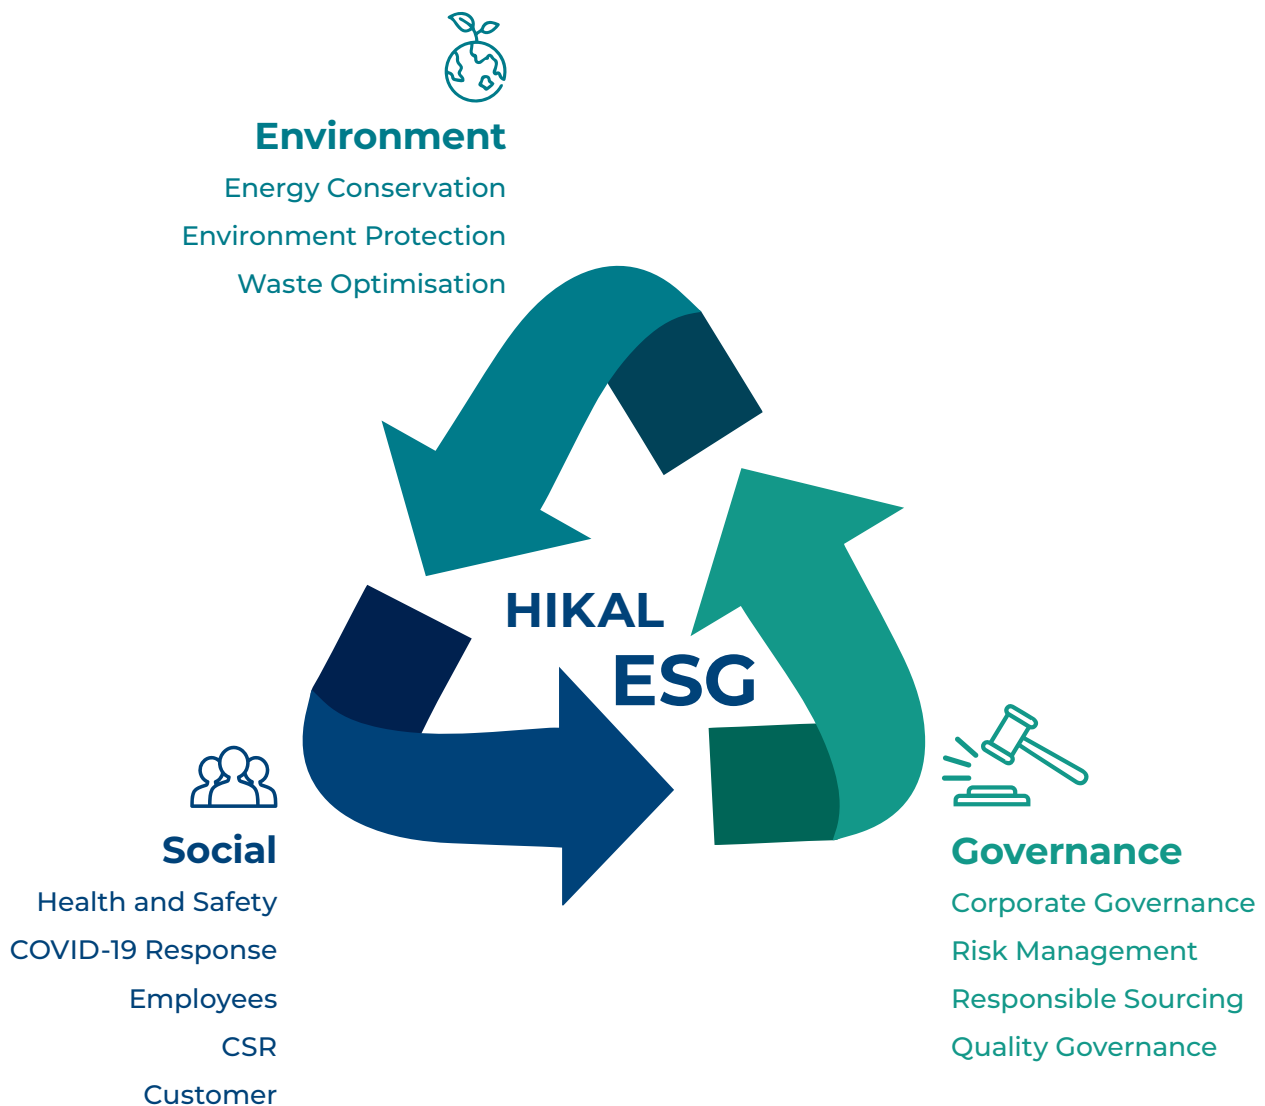 Environment
Energy Conservation
Environment Protection
Waste Optimisation
HIKAL
ESG
Social
Health and Safety
COVID-19 Response
Employees
CSR
Customer
Governance
Corporate Governance
Risk Management
Responsible Sourcing
Quality Governance